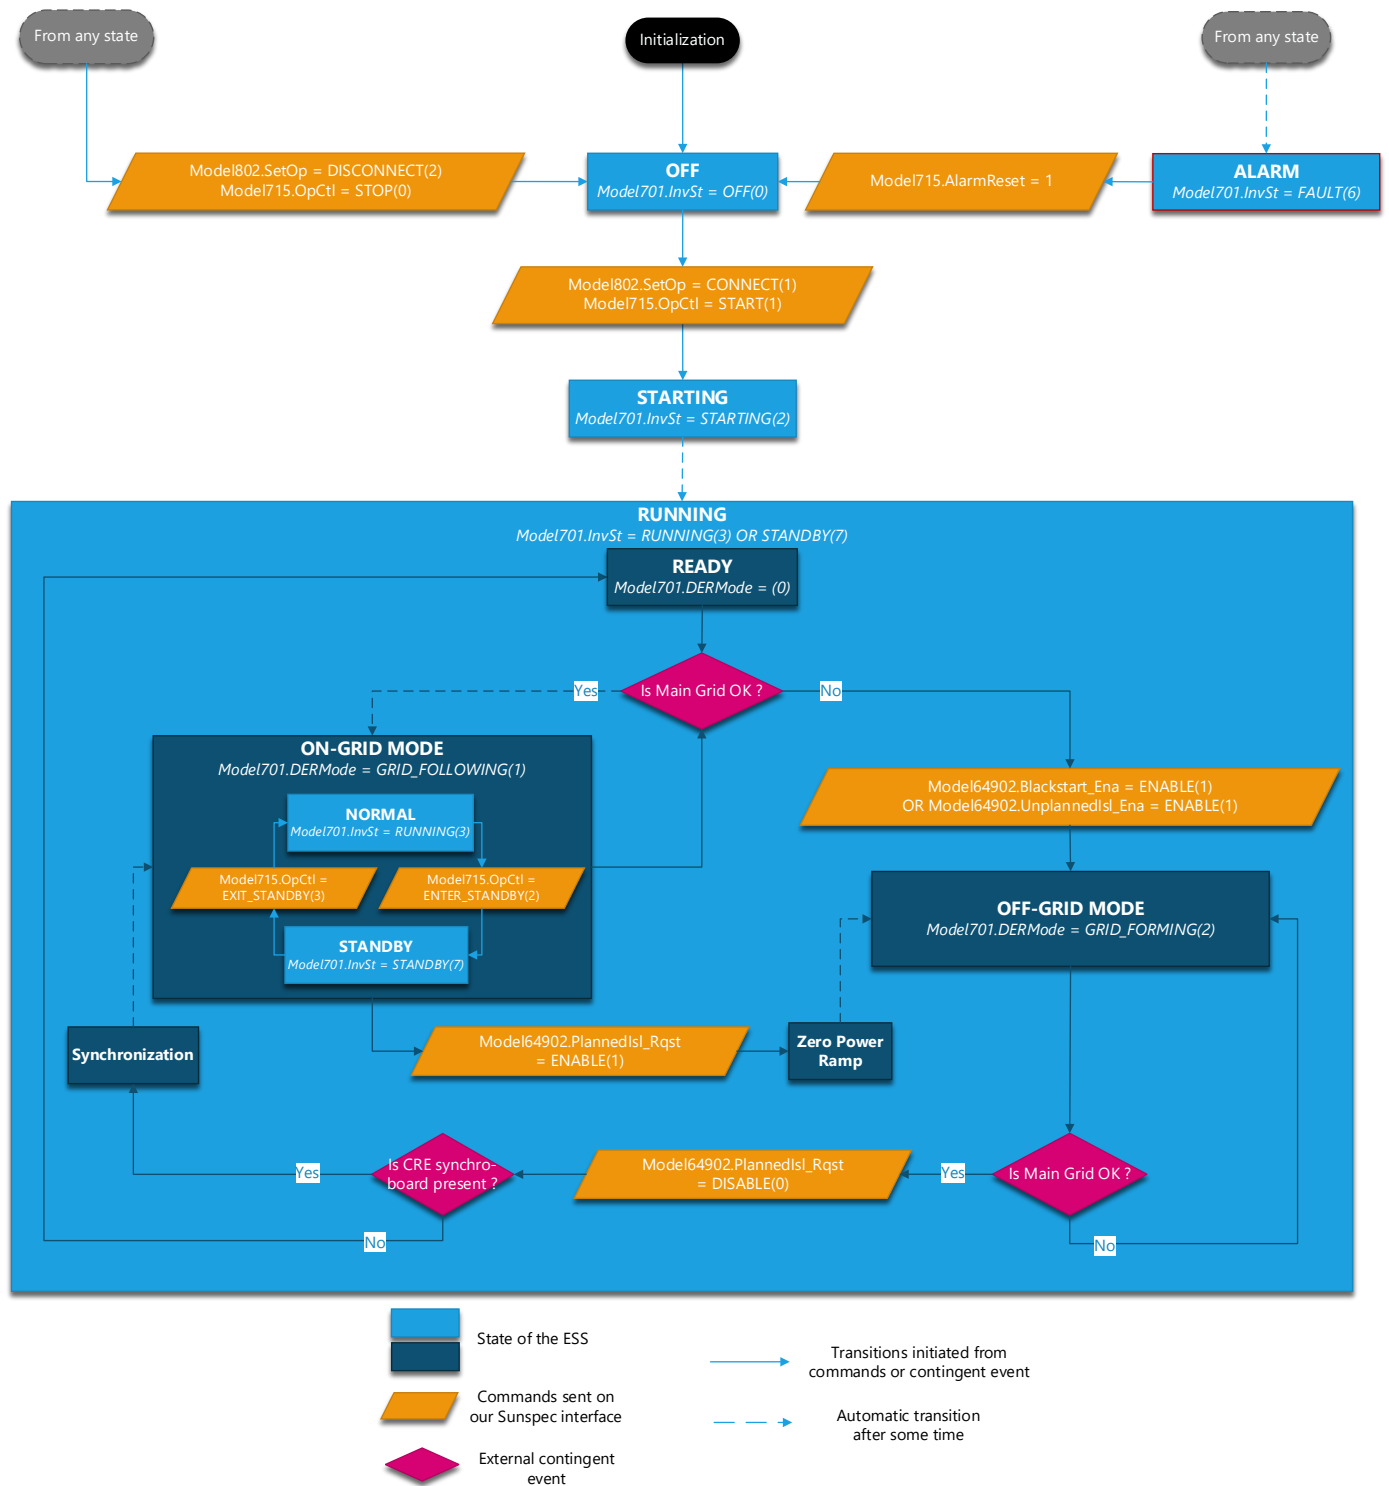 From any state
Initialization
From any state
Model802.SetOp = DISCONNECT(2)
Model715.OpCtl = STOP(0)
OFF
Model701.InvSt = OFF(0)
Model715.AlarmReset = 1
ALARM
Model701.InvSt = FAULT(6)
Model802.SetOp = CONNECT(1)
Model715.OpCtl = START(1)
STARTING
Model701.InvSt = STARTING(2)
RUNNING
Model701.InvSt = RUNNING(3) OR STANDBY(7)
READY
Model701.DERMode = (0)
Yes
Is Main Grid OK ?
No
ON-GRID MODE
Model701.DERMode = GRID_FOLLOWING(1)
NORMAL
Model701.InvSt = RUNNING(3)
Model715.OpCtl =
EXIT_STANDBY(3)
Model715.OpCtl =
ENTER_STANDBY(2)
STANDBY
Model701.InvSt = STANDBY(7)
Model64902.Blackstart_Ena = ENABLE(1)
OR Model64902.UnplannedIsl_Ena = ENABLE(1)
OFF-GRID MODE
Model701.DERMode = GRID_FORMING(2)
Synchronization
Model64902.PlannedIsl_Rqst
= ENABLE(1)
Zero Power
Ramp
Yes
Is CRE synchro-
board present ?
No
Model64902.PlannedIsl_Rqst
= DISABLE(0)
Yes
Is Main Grid OK ?
No
State of the ESS
Commands sent on
our Sunspec interface
External contingent
event
Transitions initiated from
commands or contingent event
Automatic transition
after some time